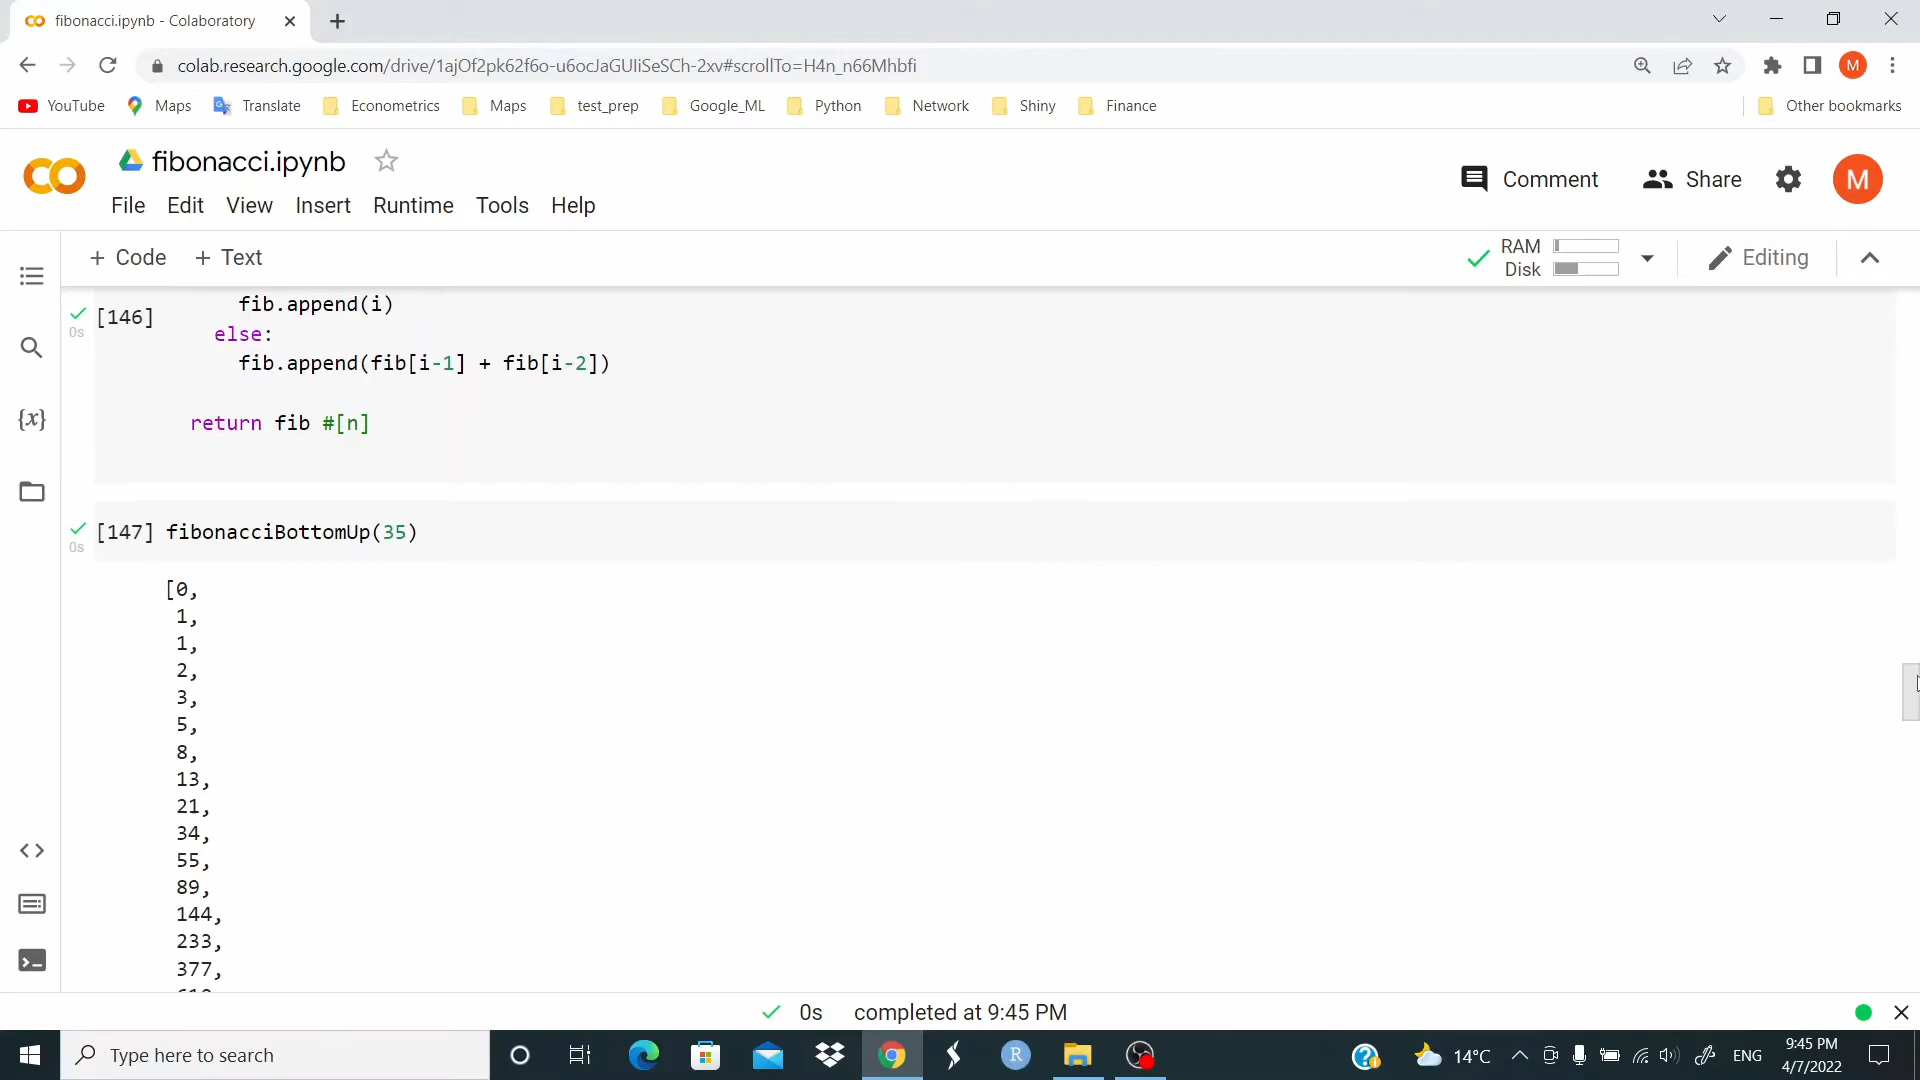 fibonacci.ipynb - Colaboratory
colab.research.google.com/drive/1ajOf2pk62f6o-u6ocJaGUIiSeSCh-2xv#scrollTo=H4n_n66Mhbfi
M
YouTube Maps Translate Econometrics Maps test_prep Google_ML Python Network Shiny Finance Other bookmarks
fibonacci.ipynb
Comment Share M
File Edit View Insert Runtime Tools Help
+ Code + Text
RAM
Disk
Editing
fib.append(i)
[146]
0s
else:
fib.append(fib[i-1] + fib[i-2])
return fib #[n]
[147] fibonacciBottomUp(35)
0s
[0,
1,
1,
2,
3,
5,
8,
13,
21,
34,
55,
89,
144,
233,
377,
{x}
0s completed at 9:45 PM
Type here to search
R
14°C
ENG
9:45 PM
4/7/2022